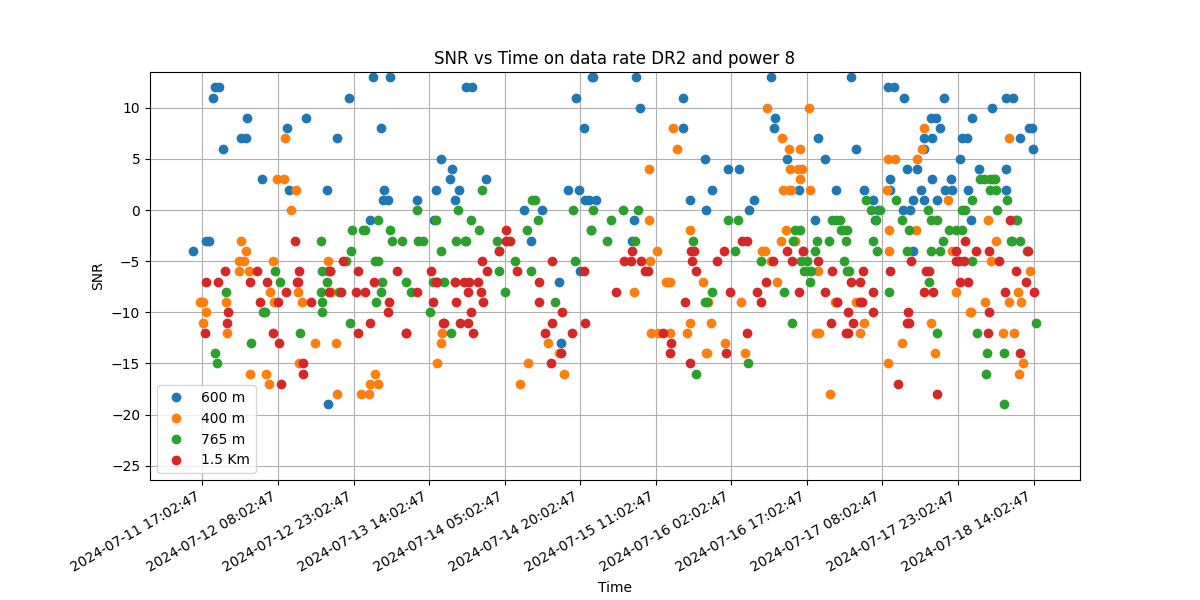 SNR vs Time on data rate DR2 and power 8
SNR
10
5
0
−5
−10
−15
−20
−25
600 m
400 m
765 m
1.5 Km
2024-07-11 17:02:47
2024-07-12 08:02:47
2024-07-12 23:02:47
2024-07-13 14:02:47
2024-07-14 05:02:47
2024-07-14 20:02:47
2024-07-15 11:02:47
2024-07-16 02:02:47
2024-07-16 17:02:47
2024-07-17 08:02:47
2024-07-17 23:02:47
2024-07-18 14:02:47
Time